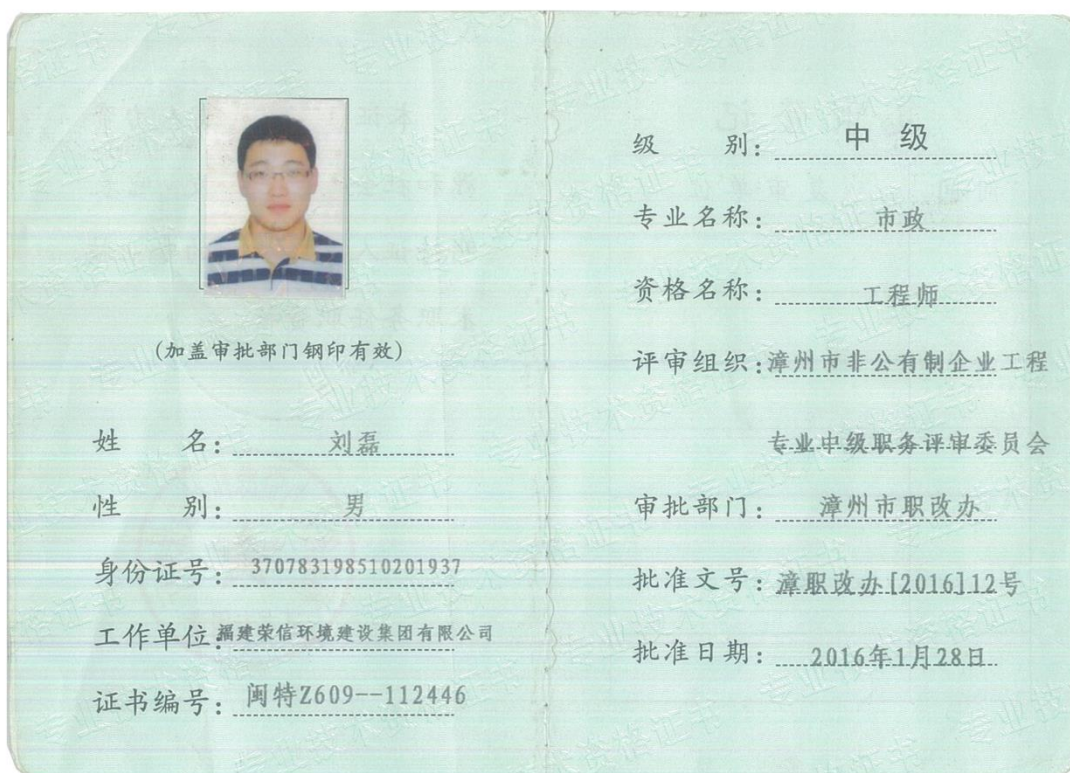 (加盖审批部门钢印有效)
姓 名: 刘磊
性 别: 男
身份证号: 370783198510201937
工作单位: 福建荣信环境建设集团有限公司
证书编号: 闽特Z609--112446
级 别: 中 级
专业名称: 市政
资格名称: 工程师
评审组织: 漳州市非公有制企业工程
专业中级职务评审委员会
审批部门: 漳州市职改办
批准文号: 漳职改办[2016]12号
批准日期: 2016年1月28日